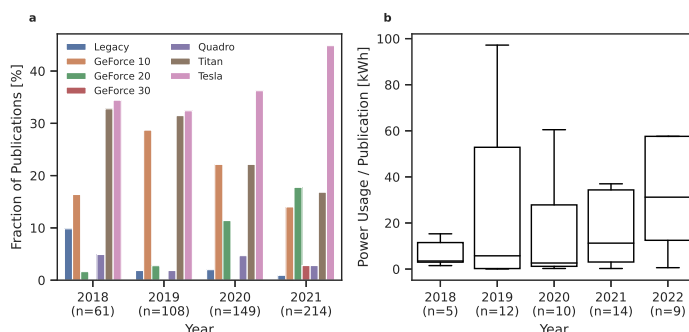 a
Fraction of Publications [%]
40
30
20
10
0
Legacy
GeForce 10
GeForce 20
GeForce 30
Quadro
Titan
Tesla
2018 2019 2020 2021
(n=61) (n=108) (n=149) (n=214)
Year
b
Power Usage / Publication [kWh]
100
80
60
40
20
0
2018 2019 2020 2021 2022
(n=5) (n=12) (n=10) (n=14) (n=9)
Year